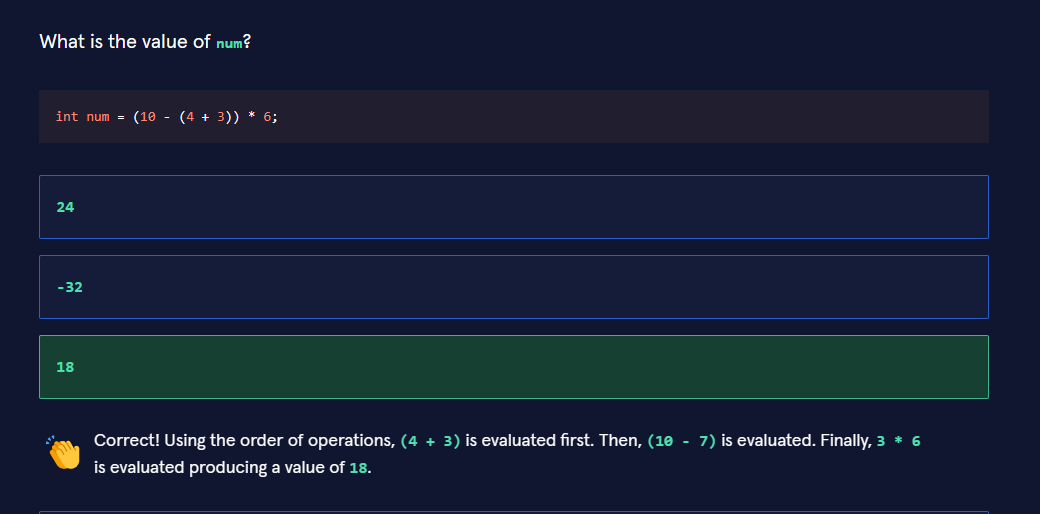 What is the value of num?
int num = (10 - (4 + 3)) * 6;
24
-32
18
Correct! Using the order of operations, (4 + 3) is evaluated first. Then, (10 - 7) is evaluated. Finally, 3 * 6
is evaluated producing a value of 18.